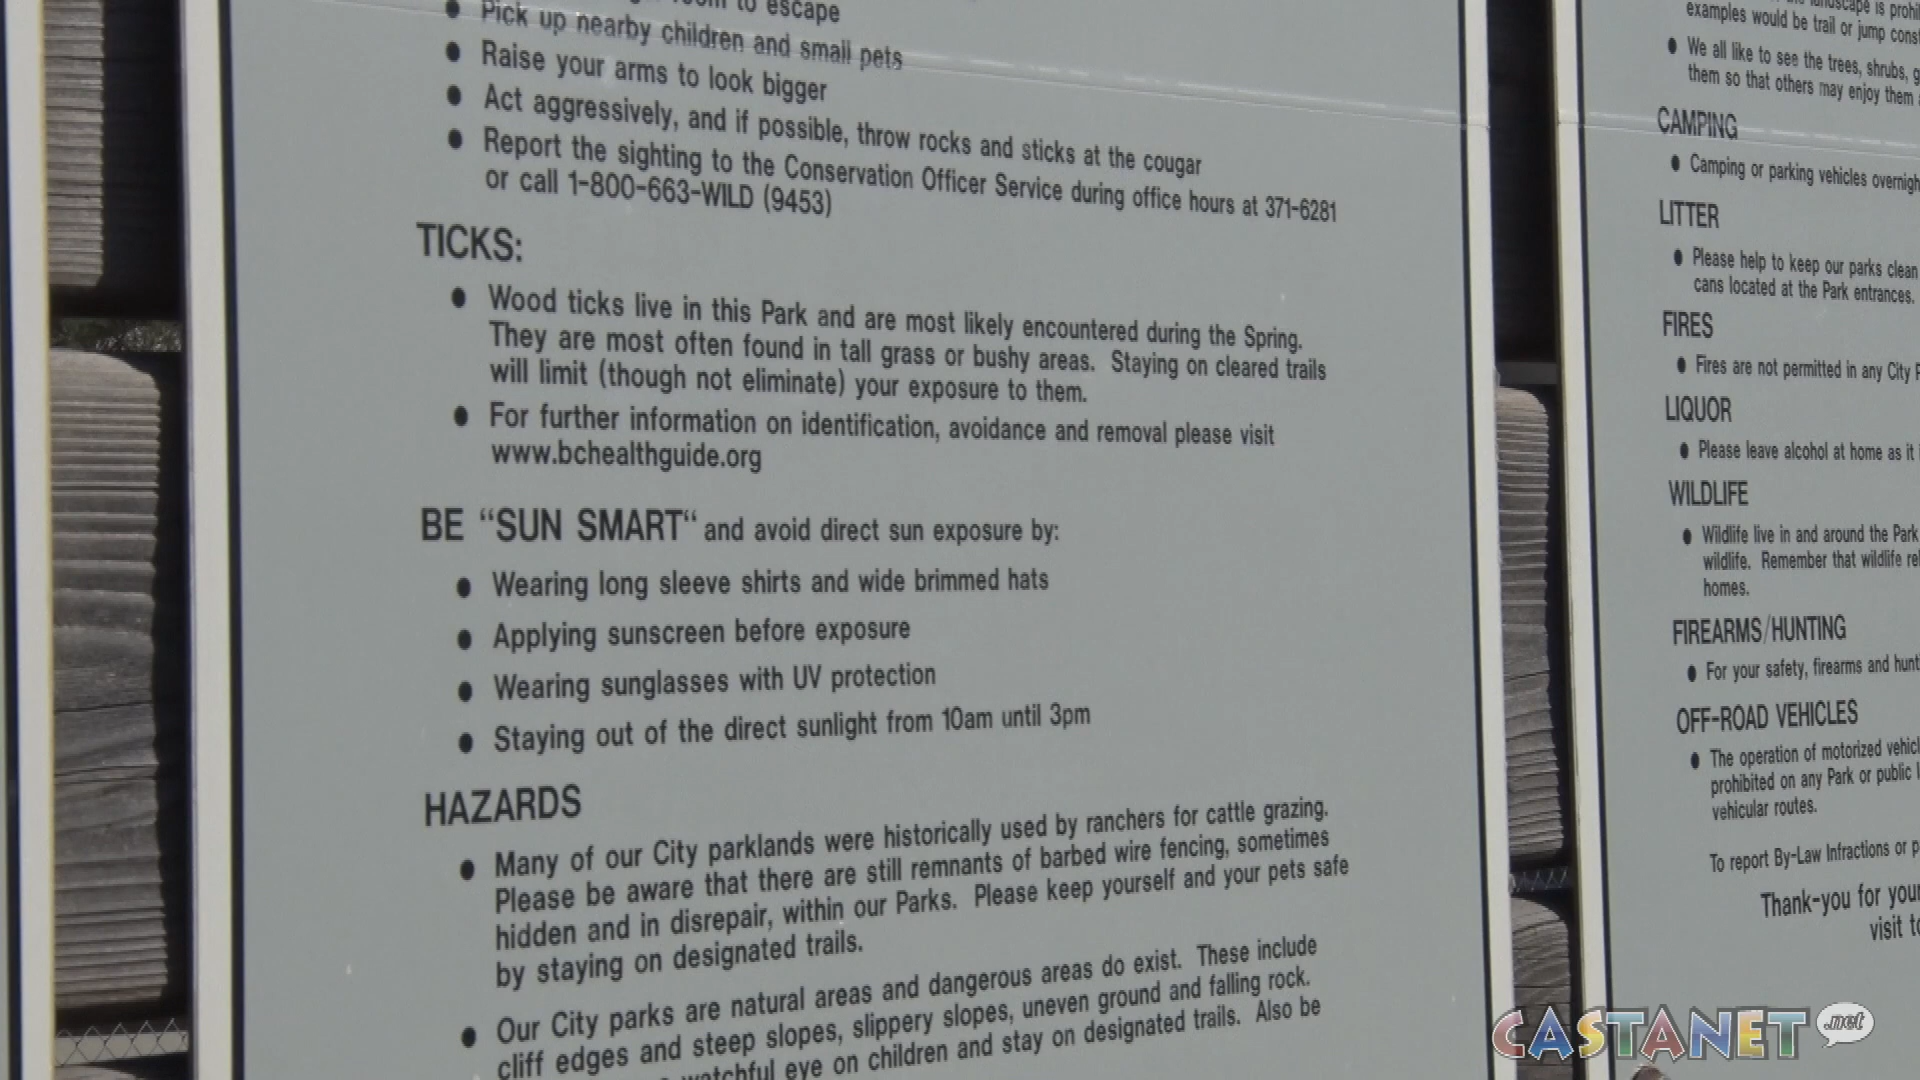 to escape
• Pick up nearby children and small pets
• Raise your arms to look bigger
• Act aggressively, and if possible, throw rocks and sticks at the cougar
• Report the sighting to the Conservation Officer Service during office hours at 371-6281
or call 1-800-663-WILD (9453)
TICKS:
• Wood ticks live in this Park and are most likely encountered during the Spring.
They are most often found in tall grass or bushy areas. Staying on cleared trails
will limit (though not eliminate) your exposure to them.
• For further information on identification, avoidance and removal please visit
www.bchealthguide.org
BE “SUN SMART“ and avoid direct sun exposure by:
• Wearing long sleeve shirts and wide brimmed hats
• Applying sunscreen before exposure
• Wearing sunglasses with UV protection
• Staying out of the direct sunlight from 10am until 3pm
HAZARDS
• Many of our City parklands were historically used by ranchers for cattle grazing.
Please be aware that there are still remnants of barbed wire fencing, sometimes
hidden and in disrepair, within our Parks. Please keep yourself and your pets safe
by staying on designated trails.
• Our City parks are natural areas and dangerous areas do exist. These include
cliff edges and steep slopes, slippery slopes, uneven ground and falling rock.
watchful eye on children and stay on designated trails. Also be
landscape is
examples would be trail or jump
• We all like to see the trees, shrubs,
them so that others may enjoy them
CAMPING
• Camping or parking vehicles
LITTER
• Please help to keep our parks clean
cans located at the Park entrances.
FIRES
• Fires are not permitted in any City
LIQUOR
• Please leave alcohol at home as it
WILDLIFE
• Wildlife live in and around the Park
wildlife. Remember that wildlife
homes.
FIREARMS/HUNTING
• For your safety, firearms and
OFF-ROAD VEHICLES
• The operation of motorized
prohibited on any Park or public
vehicular routes.
To report By-Law Infractions or
Thank-you for your
visit
CASTANET.net